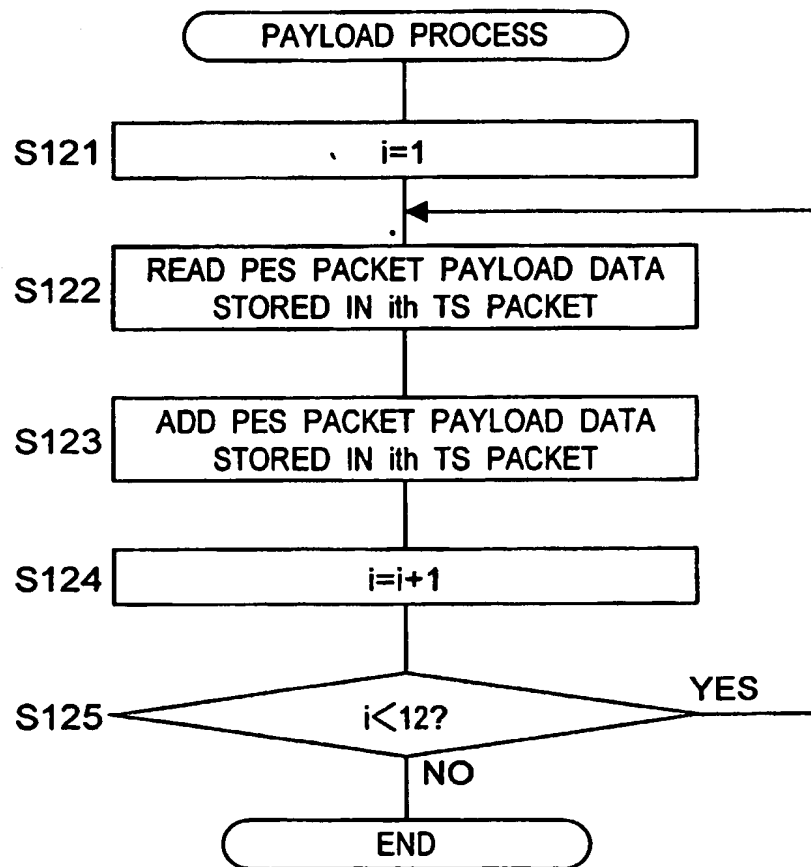 PAYLOAD PROCESS
S121
i=1
S122
READ PES PACKET PAYLOAD DATA
STORED IN ith TS PACKET
S123
ADD PES PACKET PAYLOAD DATA
STORED IN ith TS PACKET
S124
i=i+1
S125
i<12?
YES
NO
END